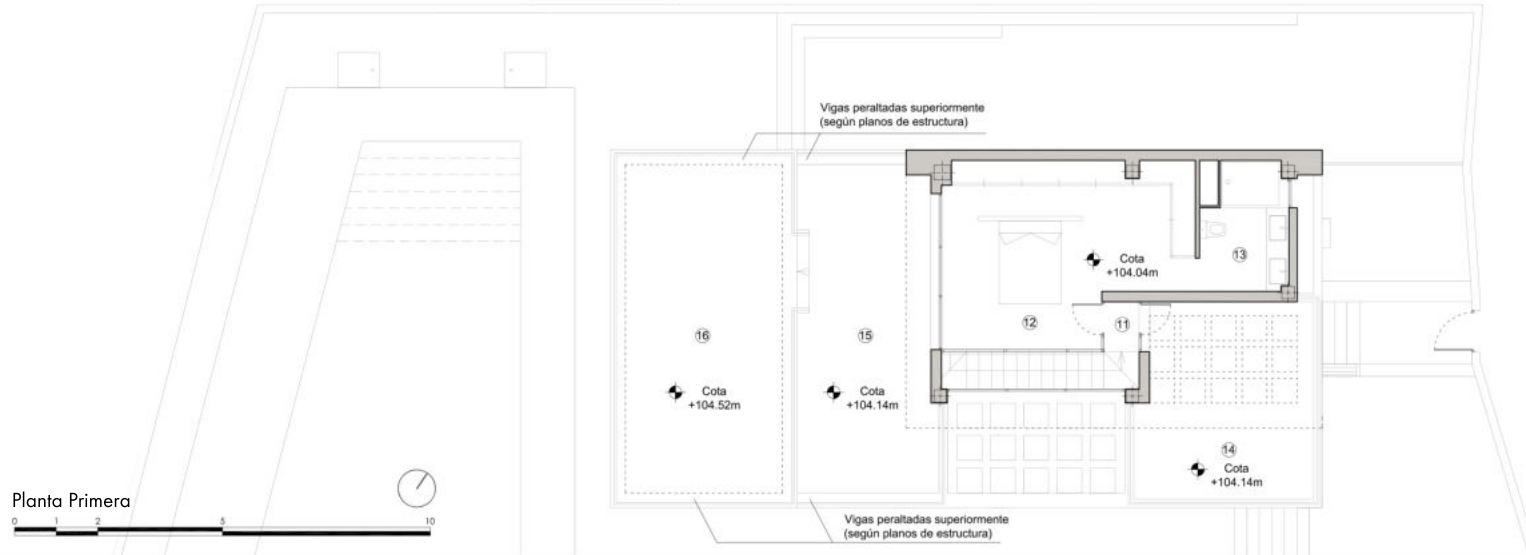 Vigas peraltadas superiormente
(según planos de estructura)
13
Cota
+104.04m
12
11
16
15
Cota
+104.52m
Cota
+104.14m
14
Cota
+104.14m
Planta Primera
0 1 2 5 10
Vigas peraltadas superiormente
(según planos de estructura)